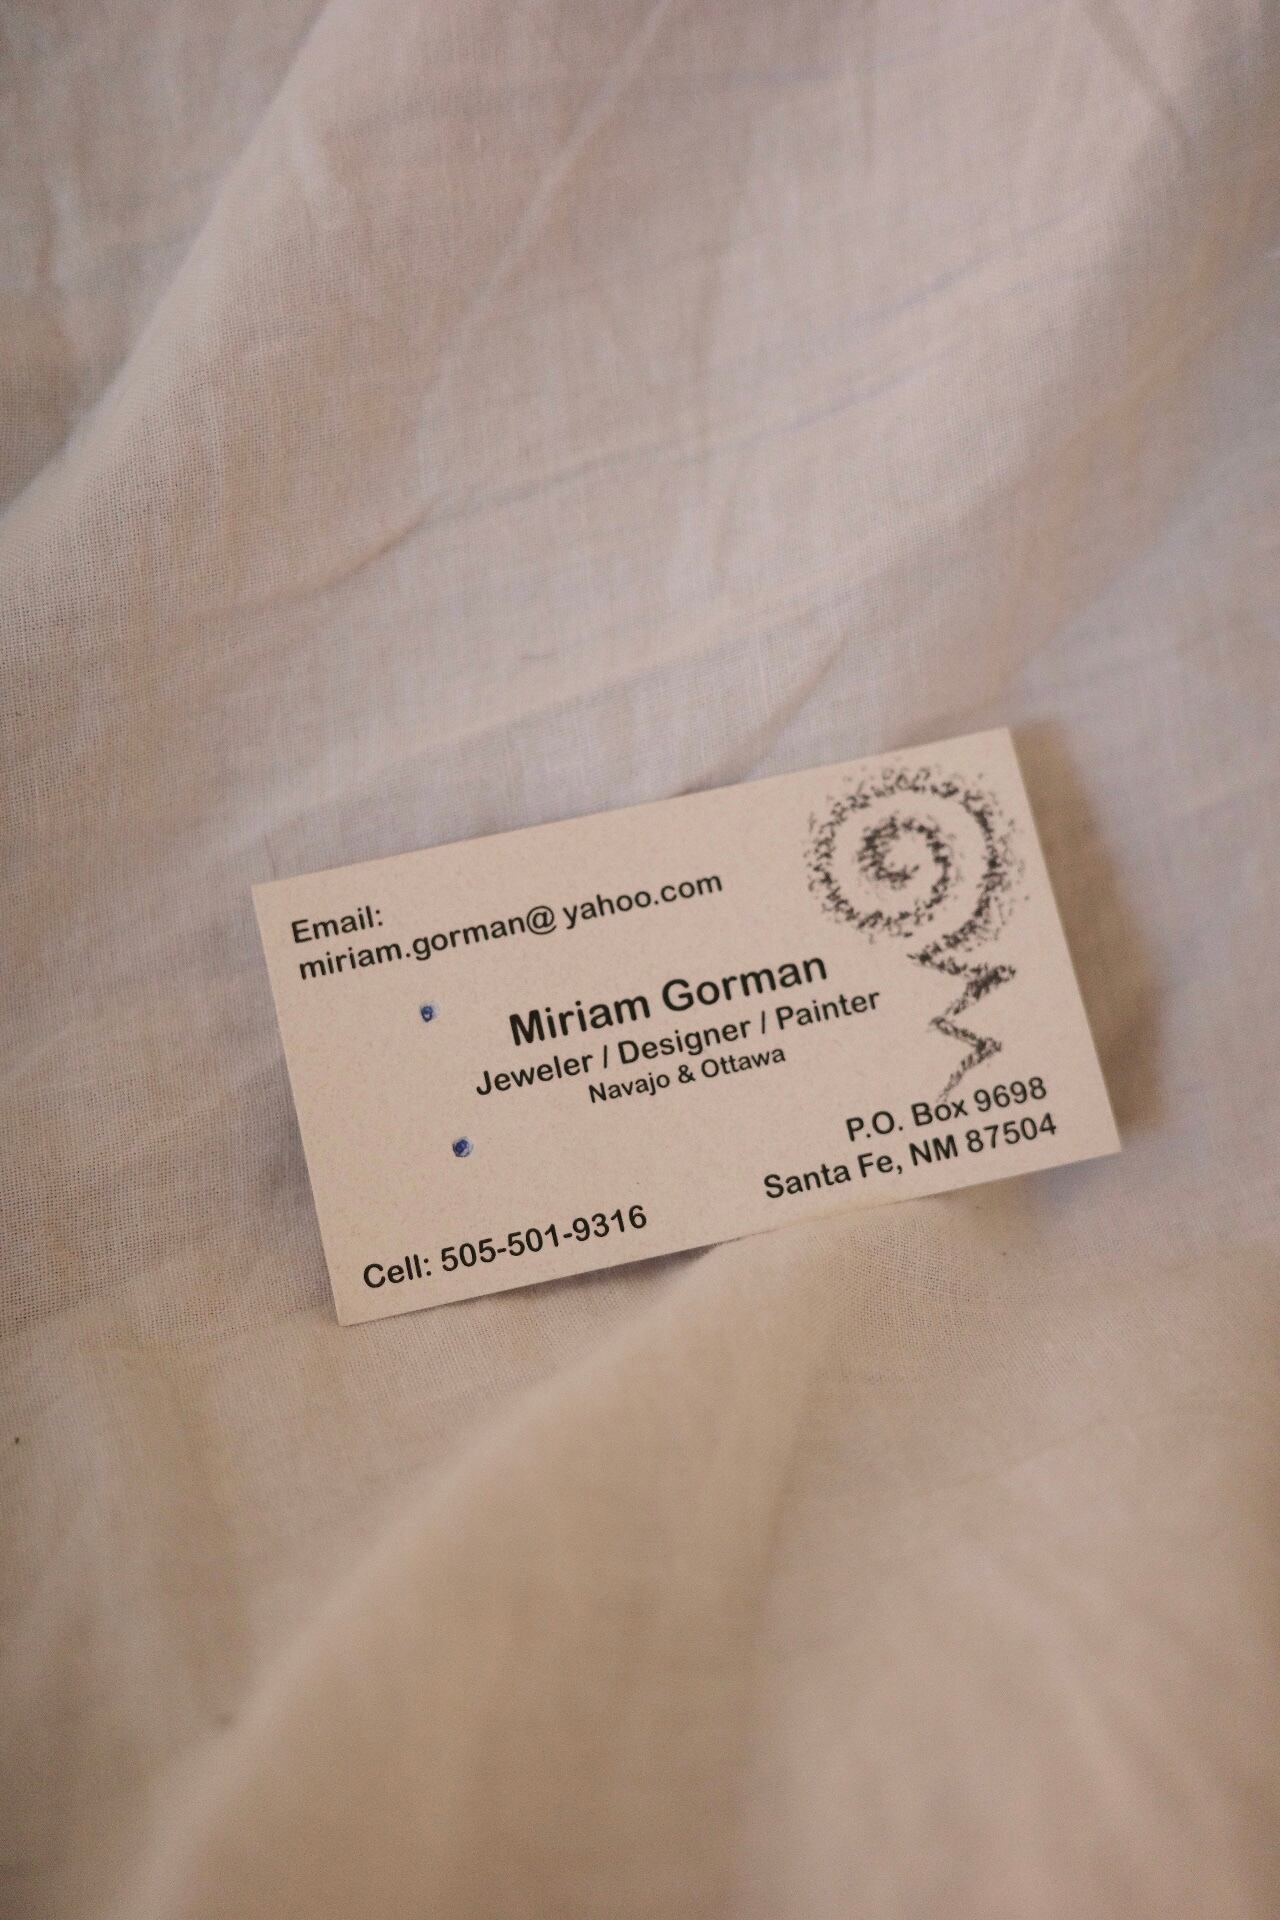 Email:
miriam.gorman@ yahoo.com
Miriam Gorman
Jeweler / Designer / Painter
Navajo & Ottawa
P.O. Box 9698
Santa Fe, NM 87504
Cell: 505-501-9316